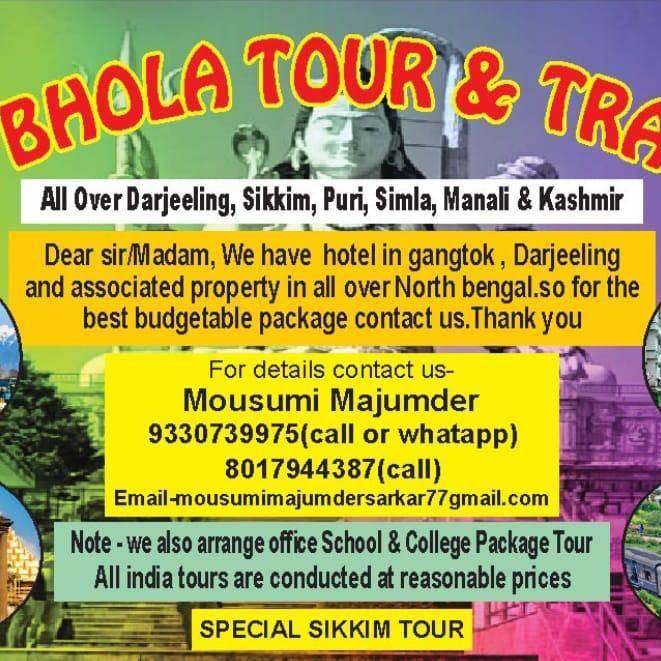 BHOLA TOUR & TRA
All Over Darjeeling, Sikkim, Puri, Simla, Manali & Kashmir
Dear sir/Madam, We have hotel in gangtok , Darjeeling
and associated property in all over North bengal.so for the
best budgetable package contact us.Thank you
For details contact us-
Mousumi Majumder
9330739975(call or whatapp)
8017944387(call)
Email-mousumimajumdersarkar77gmail.com
Note - we also arrange office School & College Package Tour
All india tours are conducted at reasonable prices
SPECIAL SIKKIM TOUR